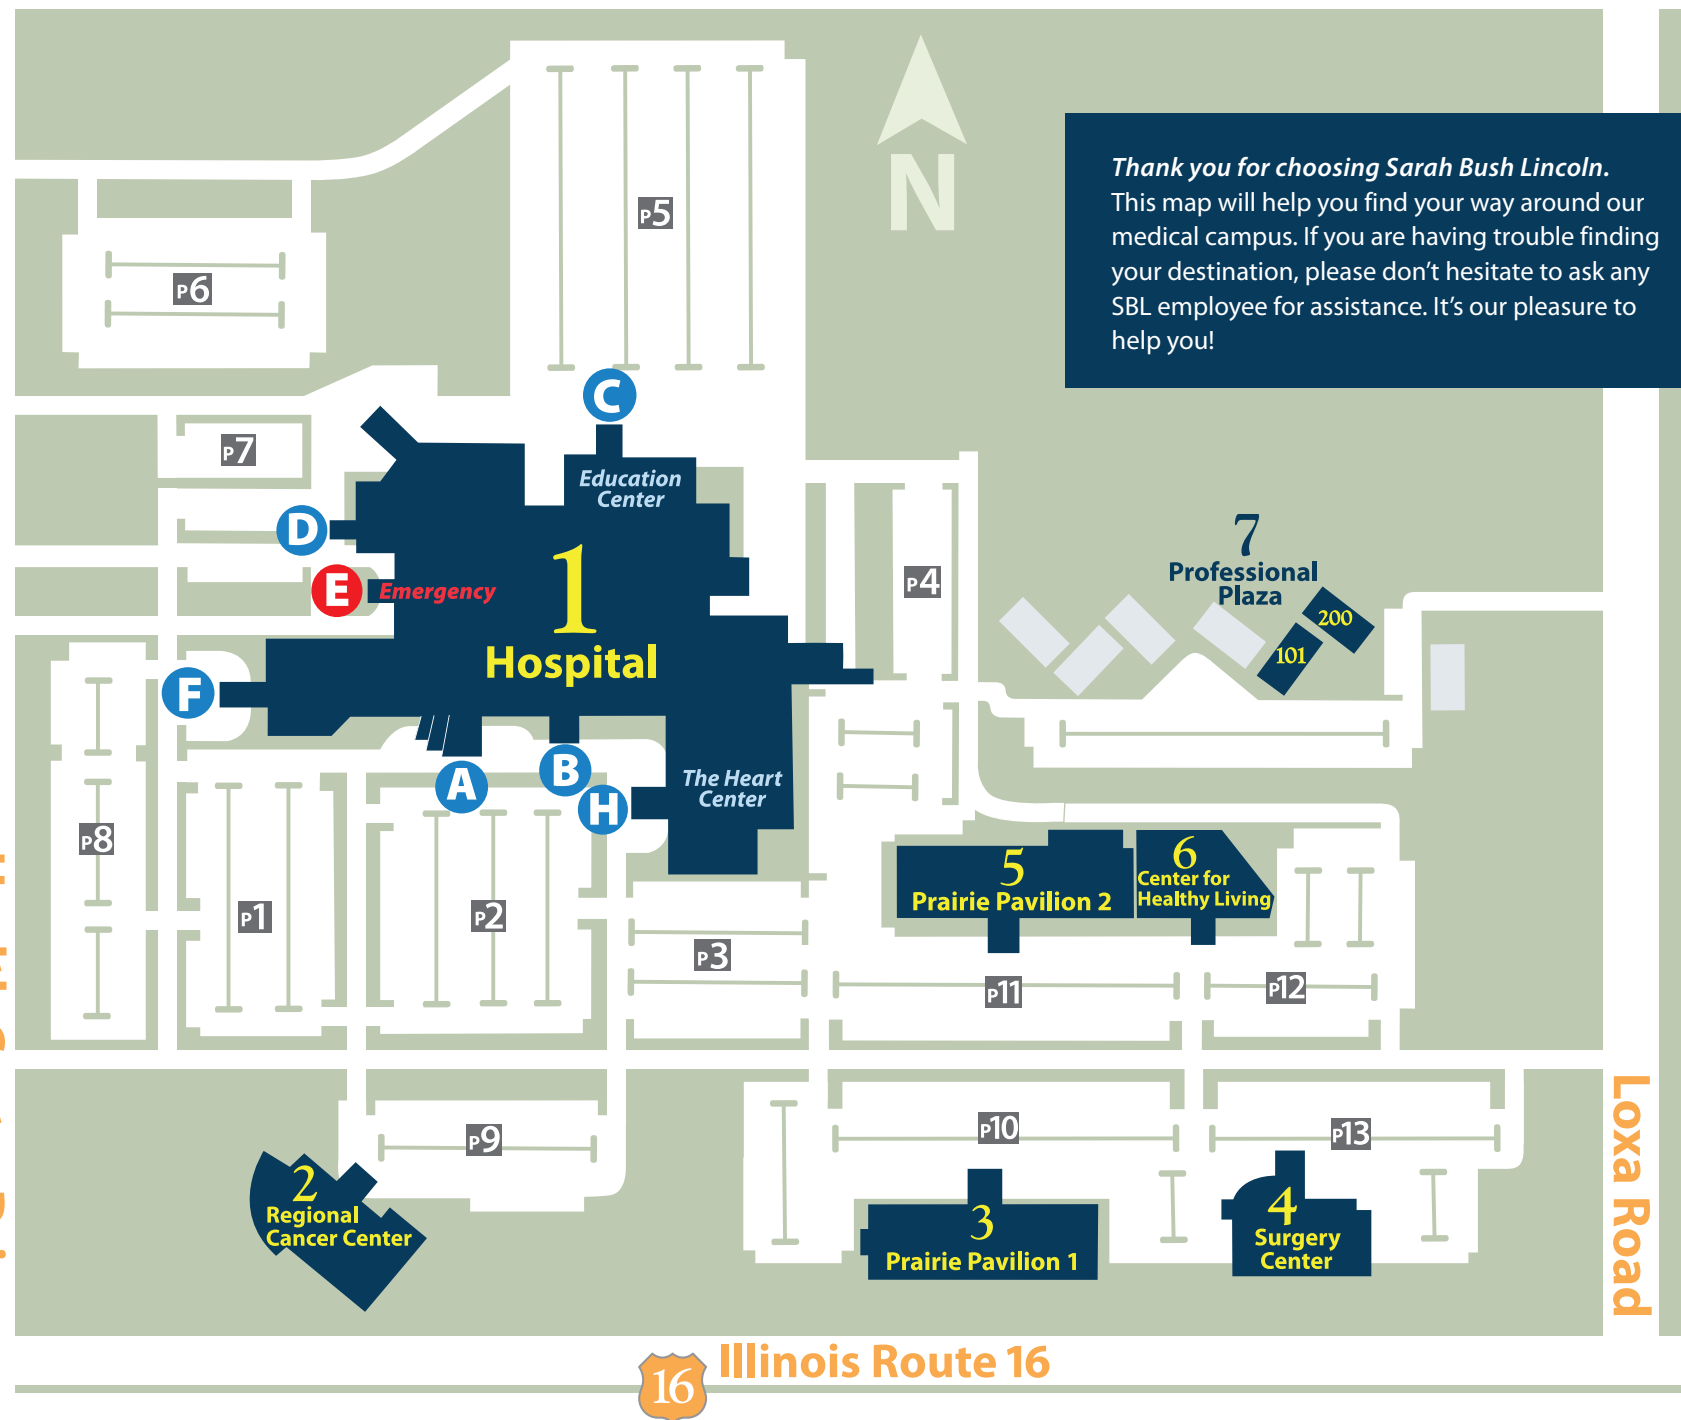 Thank you for choosing Sarah Bush Lincoln.
This map will help you find your way around our
medical campus. If you are having trouble finding
your destination, please don't hesitate to ask any
SBL employee for assistance. It's our pleasure to
help you!
N
P5
P6
C
P7
Education
Center
D
1
Hospital
E
Emergency
P4
7
Professional
Plaza
200
101
F
A
B
H
The Heart
Center
P8
P1
P2
P3
5
Prairie Pavilion 2
6
Center for
Healthy Living
P11
P12
P9
P10
P13
2
Regional
Cancer Center
3
Prairie Pavilion 1
4
Surgery
Center
Loxa Road
16
Illinois Route 16